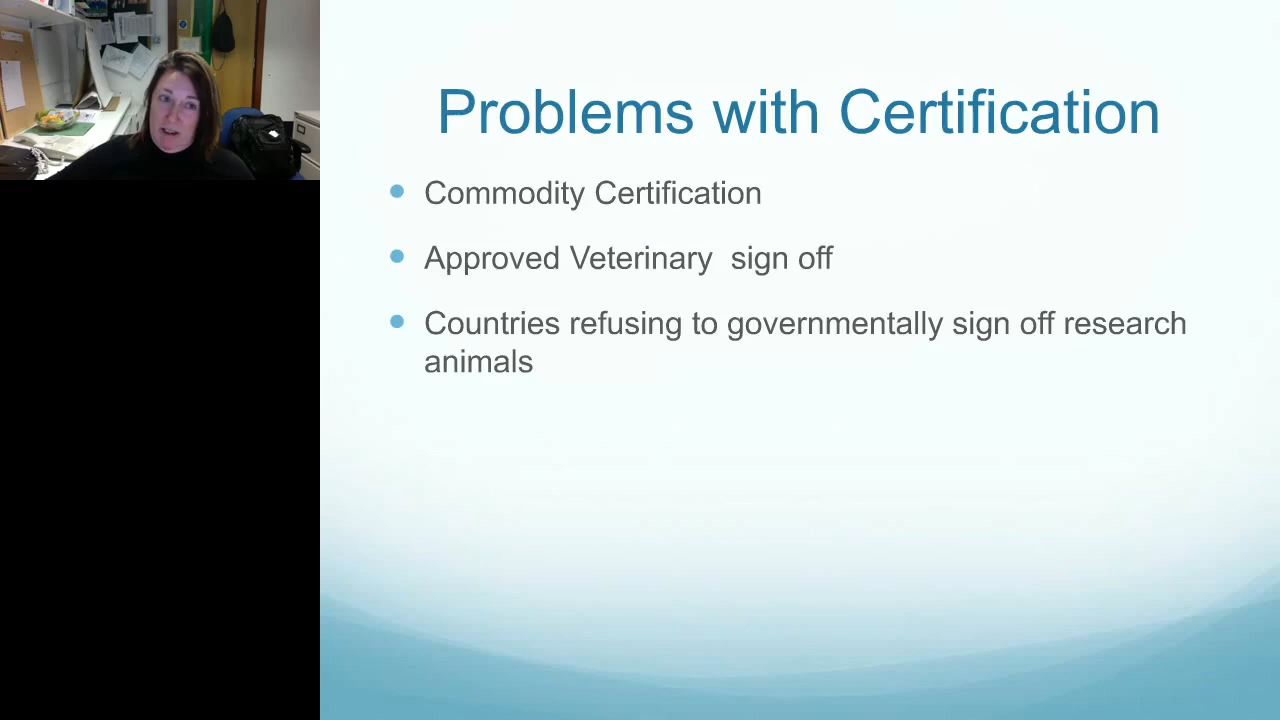 Problems with Certification
Commodity Certification
Approved Veterinary  sign off
Countries refusing to governmentally sign off research
animals